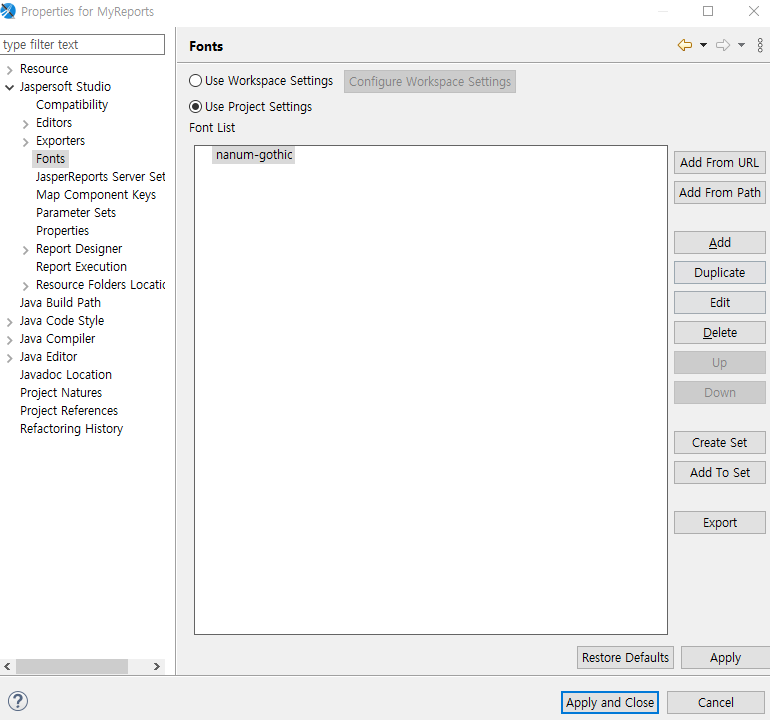 Properties for MyReports
type filter text
Resource
Jaspersoft Studio
Compatibility
Editors
Exporters
Fonts
JasperReports Server Set
Map Component Keys
Parameter Sets
Properties
Report Designer
Report Execution
Resource Folders Locatic
Java Build Path
Java Code Style
Java Compiler
Java Editor
Javadoc Location
Project Natures
Project References
Refactoring History
Fonts
Use Workspace Settings
Configure Workspace Settings
Use Project Settings
Font List
nanum-gothic
Add From URL
Add From Path
Add
Duplicate
Edit
Delete
Up
Down
Create Set
Add To Set
Export
Restore Defaults
Apply
Apply and Close
Cancel